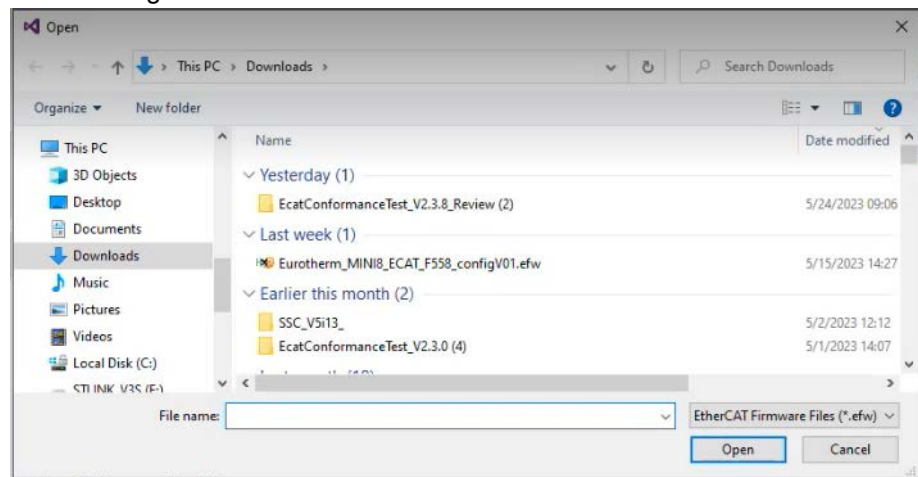 Open
This PC > Downloads >
Search Downloads
Organize
New folder
Name
Date modified
This PC
3D Objects
Desktop
Documents
Downloads
Music
Pictures
Videos
Local Disk (C:)
STLINK_V3S (E:)
Yesterday (1)
EcatConformanceTest_V2.3.8_Review (2)
5/24/2023 09:06
Last week (1)
Eurotherm_MINI8_ECAT_F558_configV01.efw
5/15/2023 14:27
Earlier this month (2)
SSC_V5i13_
5/2/2023 12:12
EcatConformanceTest_V2.3.0 (4)
5/1/2023 14:07
File name:
EtherCAT Firmware Files (*.efw)
Open
Cancel